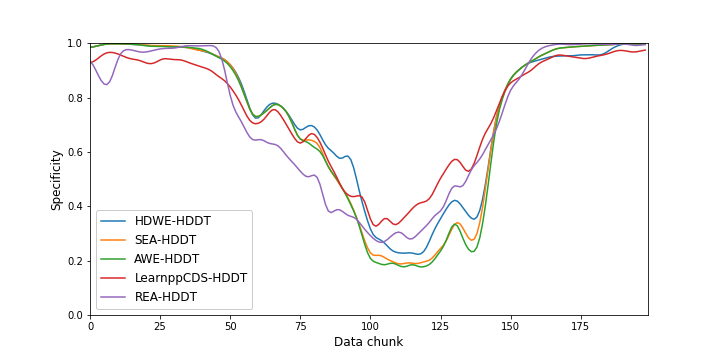 1.0
0.8
0.6
0.4
0.2
0.0
Specificity
HDWE-HDDT
SEA-HDDT
AWE-HDDT
LearnppCDS-HDDT
REA-HDDT
0 25 50 75 100 125 150 175
Data chunk